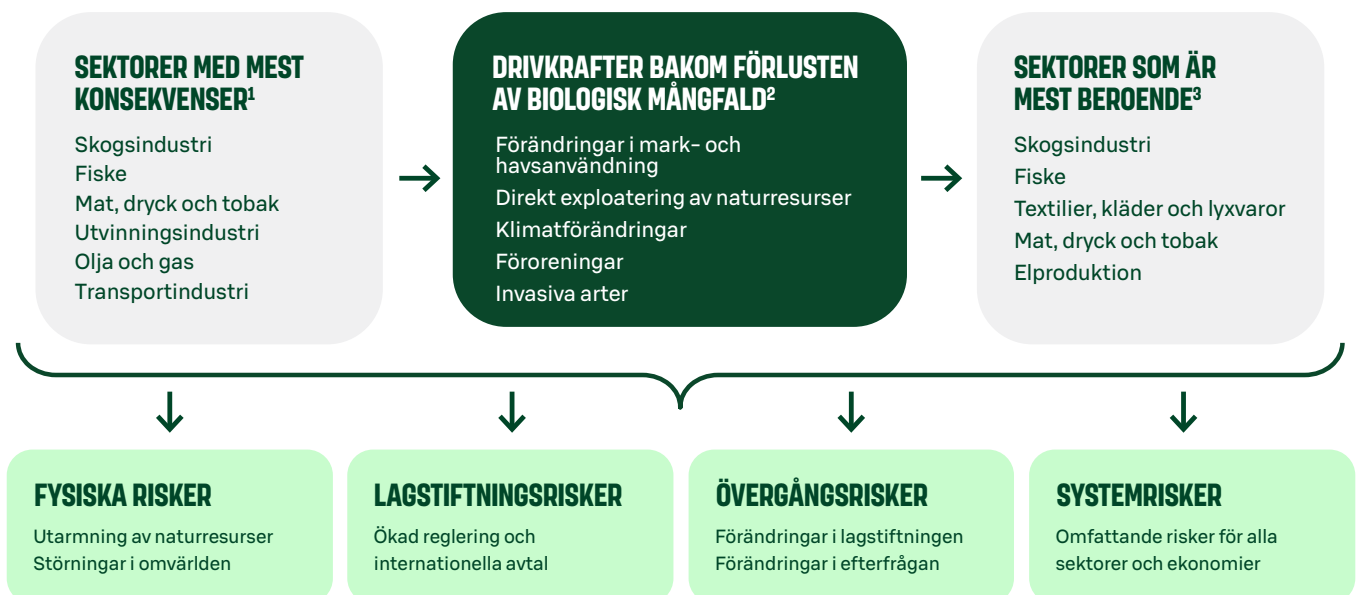 SEKTORER MED MEST
KONSEKVENSER¹
Skogsindustri
Fiske
Mat, dryck och tobak
Utvinningsindustri
Olja och gas
Transportindustri
DRIVKRAFTER BAKOM FÖRLUSTEN
AV BIOLOGISK MÅNGFALD²
Förändringar i mark- och
havsanvändning
Direkt exploatering av naturresurser
Klimatförändringar
Föroreningar
Invasiva arter
SEKTORER SOM ÄR
MEST BEROENDE³
Skogsindustri
Fiske
Textilier, kläder och lyxvaror
Mat, dryck och tobak
Elproduktion
FYSISKA RISKER
Utarmning av naturresurser
Störningar i omvärlden
LAGSTIFTNINGSRISKER
Ökad reglering och
internationella avtal
ÖVERGÅNGSRISKER
Förändringar i lagstiftningen
Förändringar i efterfrågan
SYSTEMRISKER
Omfattande risker för alla
sektorer och ekonomier